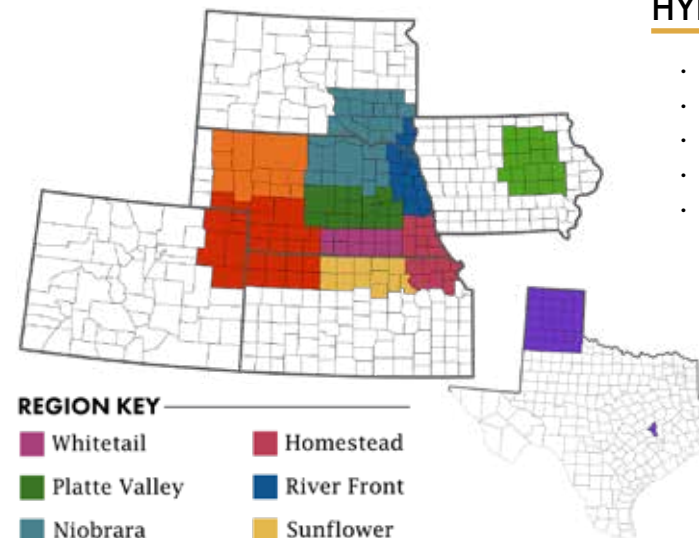 REGION KEY
Whitetail
Homestead
Platte Valley
River Front
Niobrara
Sunflower